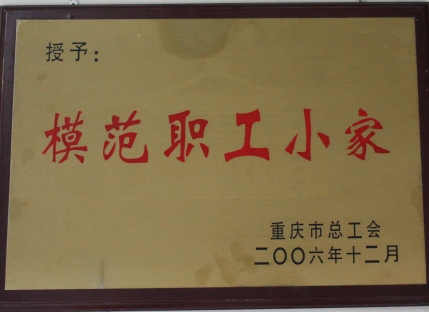 授予：
模范职工小家
重庆市总工会
二〇〇六年十二月